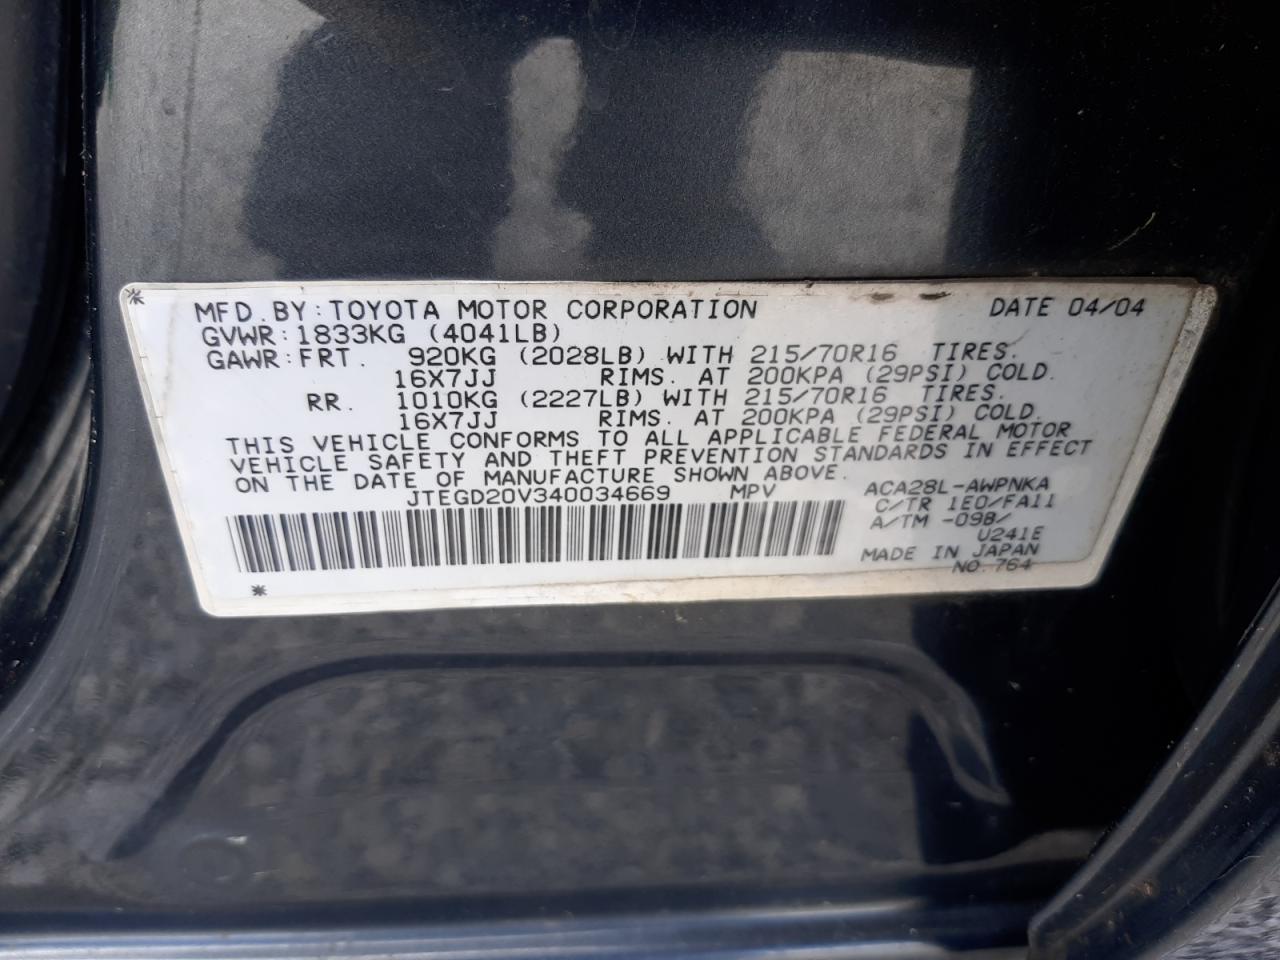 MFD. BY: TOYOTA MOTOR CORPORATION DATE 04/04
GVWR: 1833KG (4041LB)
GAWR: FRT. 920KG (2028LB) WITH 215/70R16 TIRES.
16X7JJ RIMS. AT 200KPA (29PSI) COLD.
RR. 1010KG (2227LB) WITH 215/70R16 TIRES.
16X7JJ RIMS. AT 200KPA (29PSI) COLD.
THIS VEHICLE CONFORMS TO ALL APPLICABLE FEDERAL MOTOR
VEHICLE SAFETY AND THEFT PREVENTION STANDARDS IN EFFECT
ON THE DATE OF MANUFACTURE SHOWN ABOVE.
JTEGD20V340034669 MPV ACA28L-AWPNKA
C/TR 1E0/FA11
A/TM -09B/
U241E
MADE IN JAPAN
NO. 764